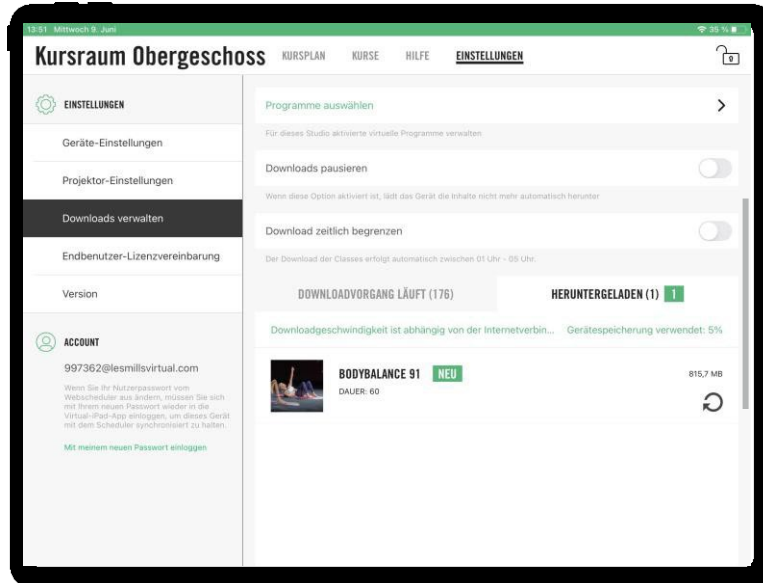 13:51 Mittwoch 9. Juni
35 %
Kursraum Obergeschoss KURSPLAN KURSE HILFE EINSTELLUNGEN
EINSTELLUNGEN
Geräte-Einstellungen
Projektor-Einstellungen
Downloads verwalten
Endbenutzer-Lizenzvereinbarung
Version
ACCOUNT
997362@lesmillsvirtual.com
Wenn Sie Ihr Nutzerpasswort vom
Webscheduler aus ändern, müssen Sie sich
mit Ihrem neuen Passwort wieder in die
Virtual-iPad-App einloggen, um dieses Gerät
mit dem Scheduler synchronisiert zu halten.
Mit meinem neuen Passwort einloggen
Programme auswählen
Für dieses Studio aktivierte virtuelle Programme verwalten
Downloads pausieren
Wenn diese Option aktiviert ist, lädt das Gerät die Inhalte nicht mehr automatisch herunter
Download zeitlich begrenzen
Der Download der Classes erfolgt automatisch zwischen 01 Uhr - 05 Uhr.
DOWNLOADVORGANG LÄUFT (176) HERUNTERGELADEN (1) 1
Downloadgeschwindigkeit ist abhängig von der Internetverbin... Gerätespeicherung verwendet: 5%
BODYBALANCE 91 NEU
DAUER: 60
815,7 MB